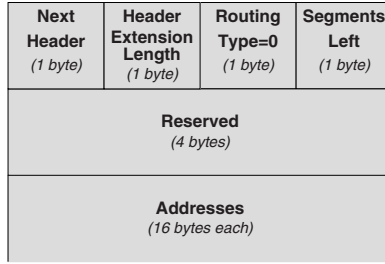 Next
Header
(1 byte)
Header
Extension
Length
(1 byte)
Routing
Type=0
(1 byte)
Segments
Left
(1 byte)
Reserved
(4 bytes)
Addresses
(16 bytes each)